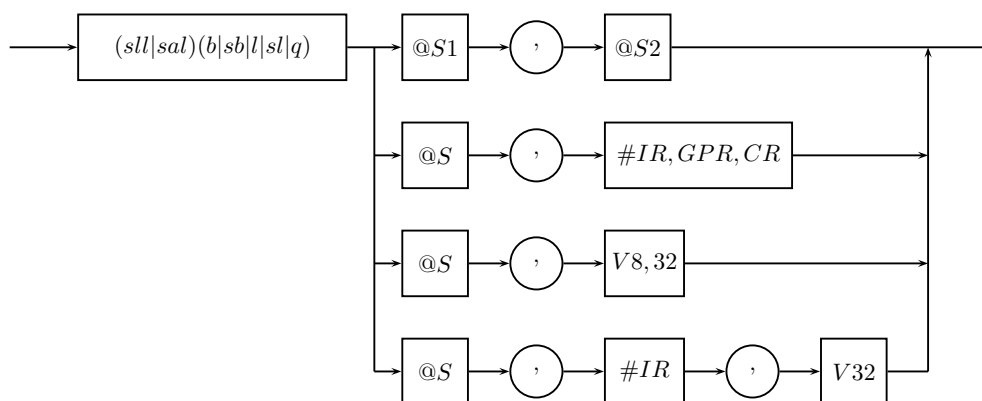 (sll|sal)(b|sb|l|sl|q) @S1 , @S2
@S , #IR, GPR, CR
@S , V8, 32
@S , #IR , V32